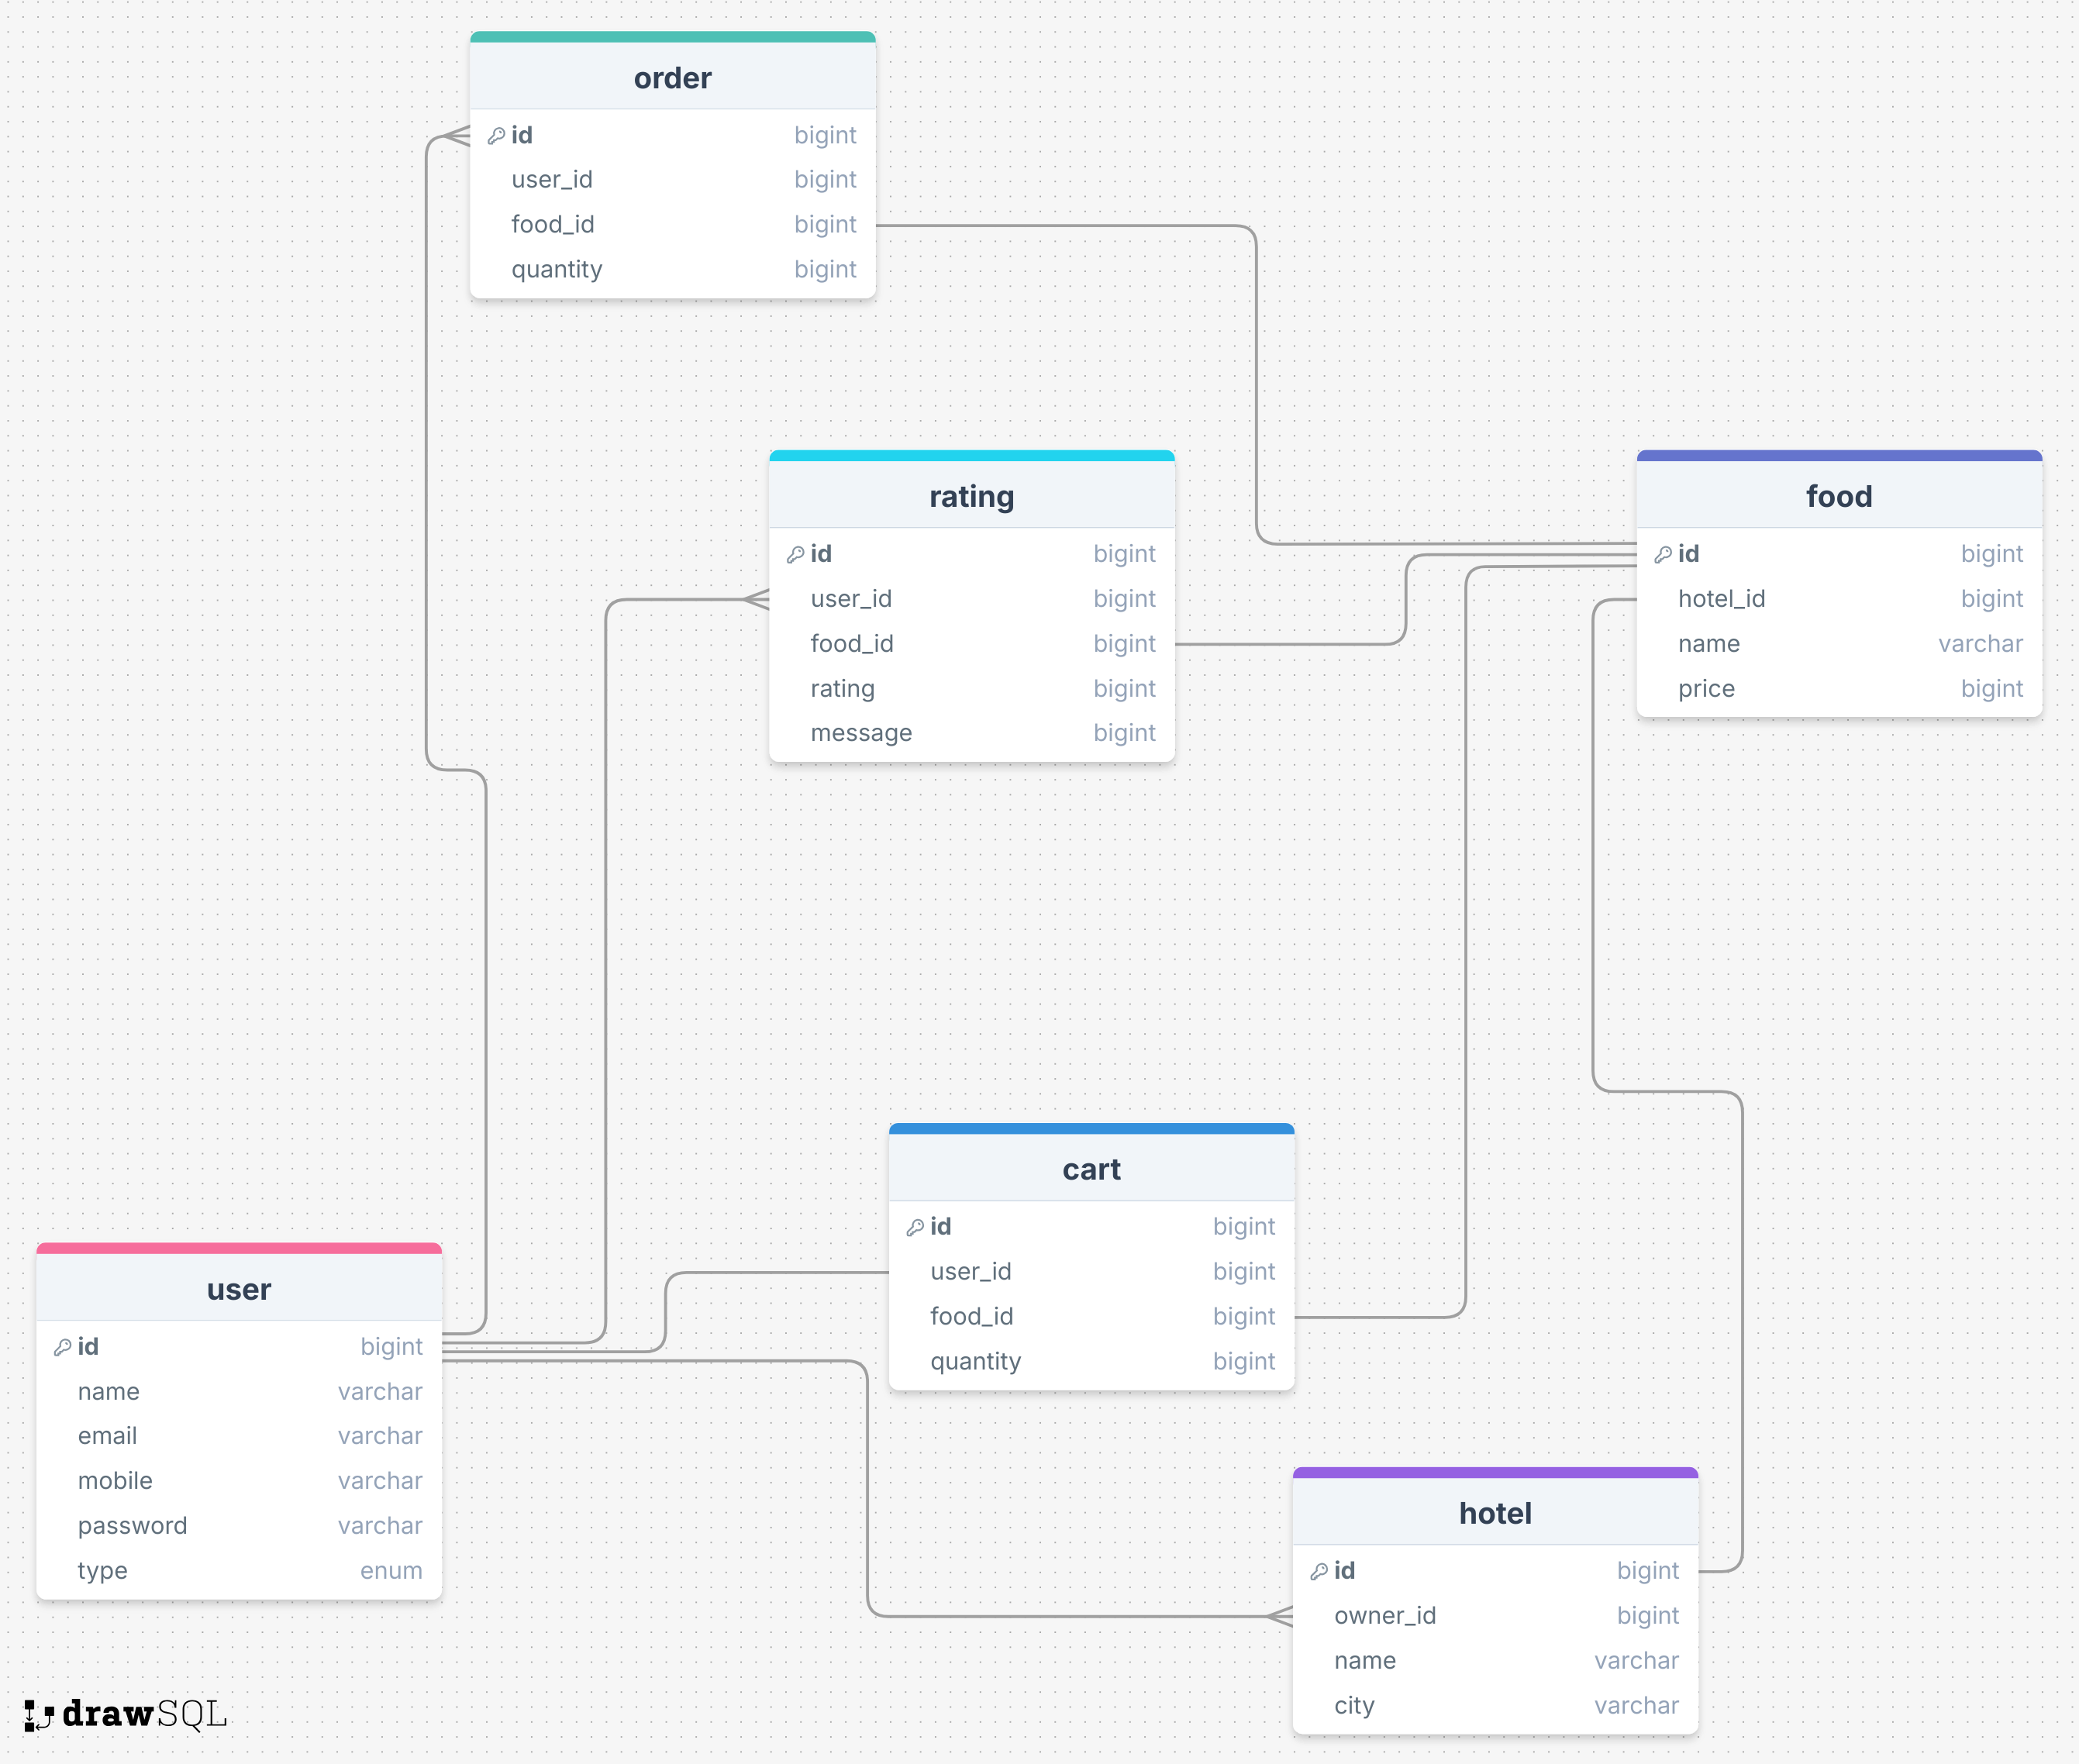 order
id bigint
user_id bigint
food_id bigint
quantity bigint
rating
id bigint
user_id bigint
food_id bigint
rating bigint
message bigint
food
id bigint
hotel_id bigint
name varchar
price bigint
cart
id bigint
user_id bigint
food_id bigint
quantity bigint
user
id bigint
name varchar
email varchar
mobile varchar
password varchar
type enum
hotel
id bigint
owner_id bigint
name varchar
city varchar
drawSQL